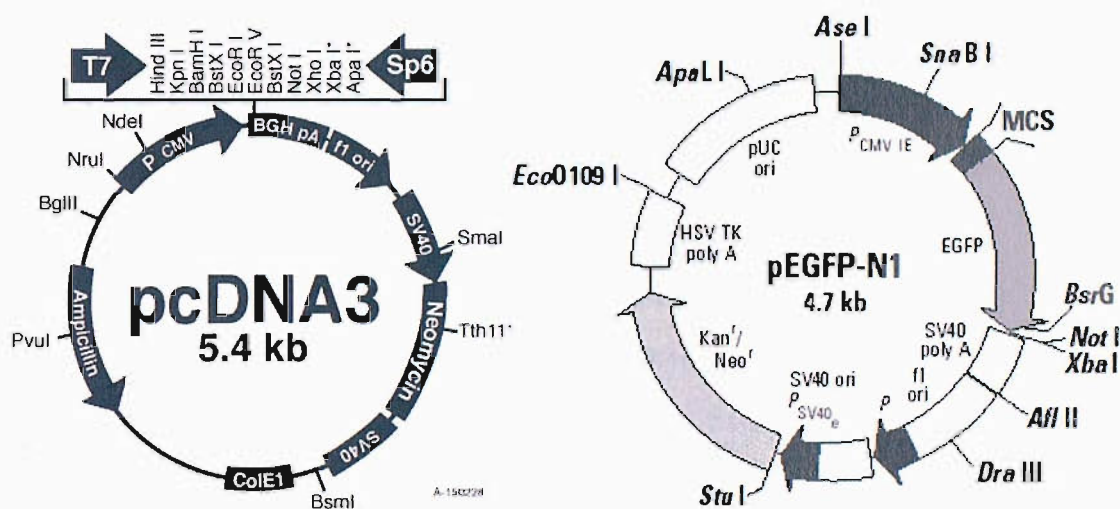 T7
Hind III
Kpn I
BamH I
BstX I
EcoR I
EcoR V
BstX I
Not I
Xho I
Xba I*
Apa I*
Sp6
NdeI
NruI
BglII
PvuI
P CMV
BGH pA
f1 ori
SV40
SmaI
Neomycin
Tth11*
SV40
BsmI
ColE1
Ampicillin
pcDNA3
5.4 kb
Ase I
SnaB I
ApaL I
MCS
P CMV IE
pUC
ori
EcoO109 I
HSV TK
poly A
EGFP
pEGFP-N1
4.7 kb
BsrG
Not I
Xba I
SV40
poly A
f1
ori
Afl II
Dra III
P
SV40 ori
P
SV40e
Kanr/
Neor
Stu I